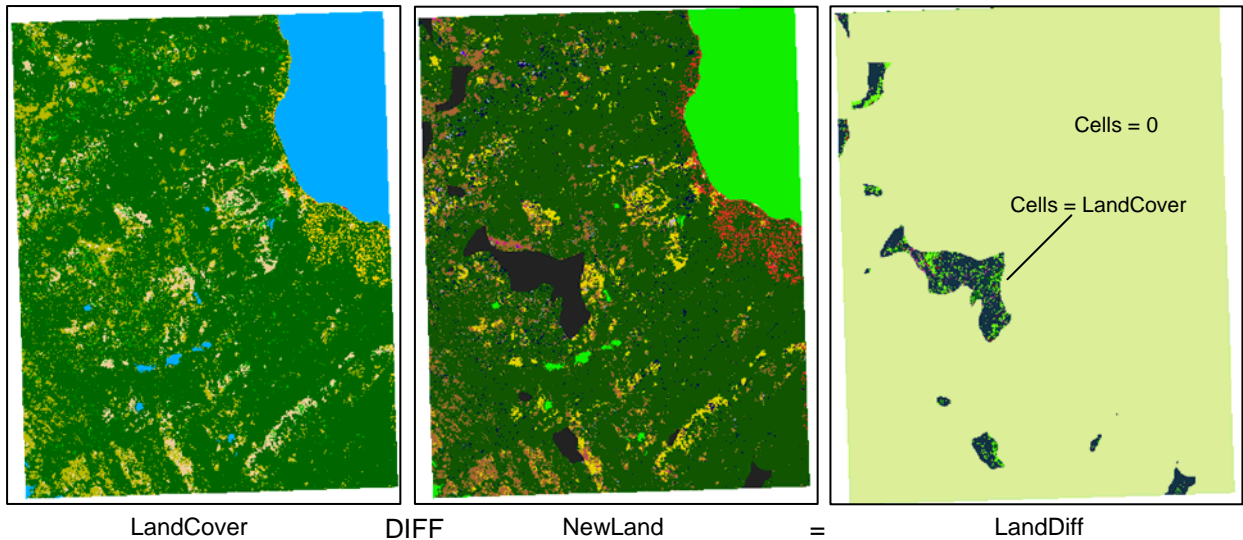 Cells = 0
Cells = LandCover
LandCover DIFF NewLand = LandDiff